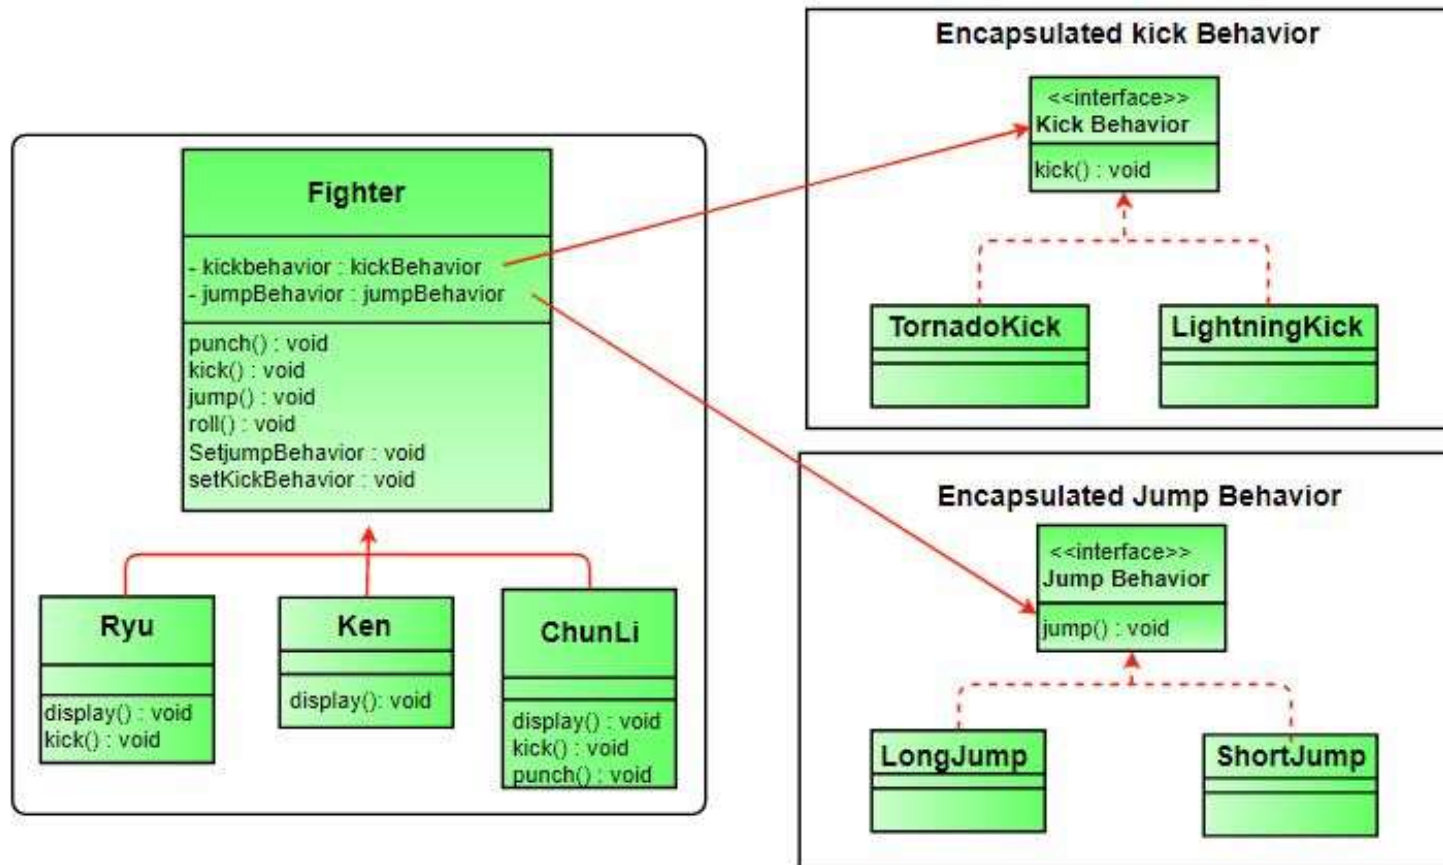 Fighter
- kickbehavior : kickBehavior
- jumpBehavior : jumpBehavior
punch() : void
kick() : void
jump() : void
roll() : void
SetjumpBehavior : void
setKickBehavior : void
Ryu
display() : void
kick() : void
Ken
display(): void
ChunLi
display() : void
kick() : void
punch() : void
Encapsulated kick Behavior
<<interface>>
Kick Behavior
kick() : void
TornadoKick
LightningKick
Encapsulated Jump Behavior
<<interface>>
Jump Behavior
jump() : void
LongJump
ShortJump